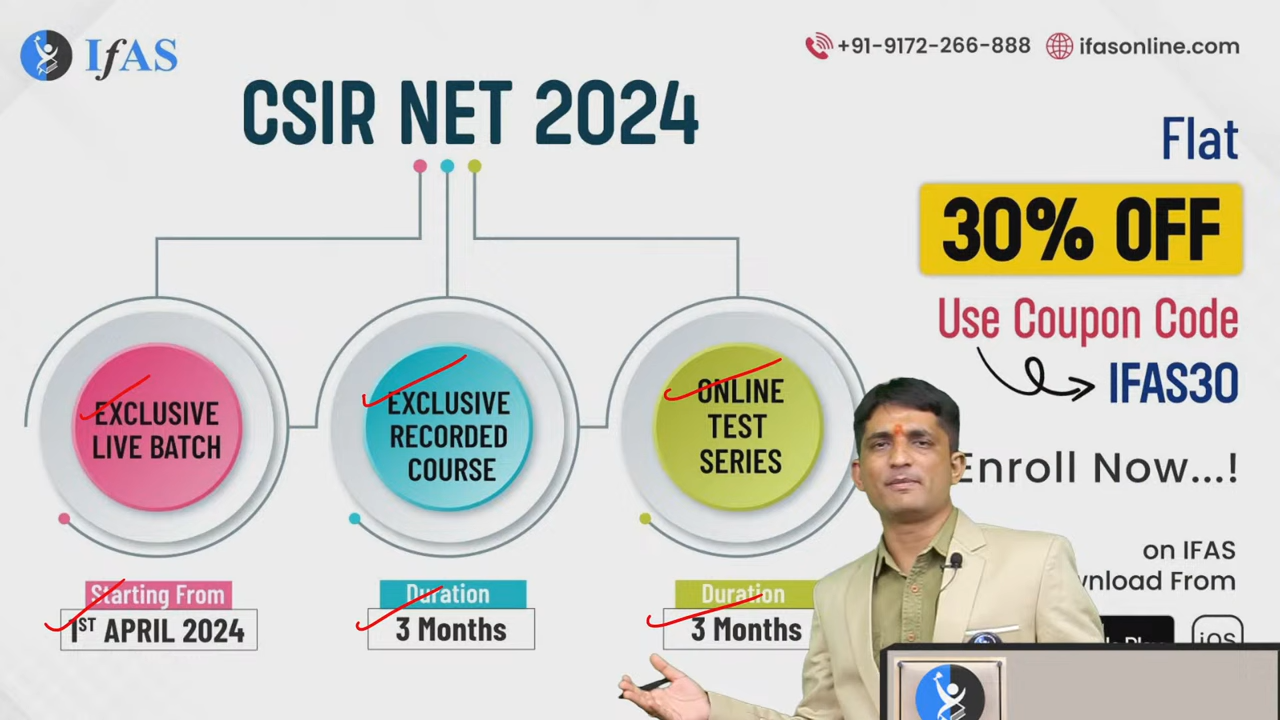 IfAS
+91-9172-266-888 ifasonline.com
CSIR NET 2024
Flat
30% OFF
Use Coupon Code
IFAS30
EXCLUSIVE
LIVE BATCH
EXCLUSIVE
RECORDED
COURSE
ONLINE
TEST
SERIES
Enroll Now...!
on IFAS
From
Starting From
1ST APRIL 2024
Duration
3 Months
Duration
3 Months
iOS